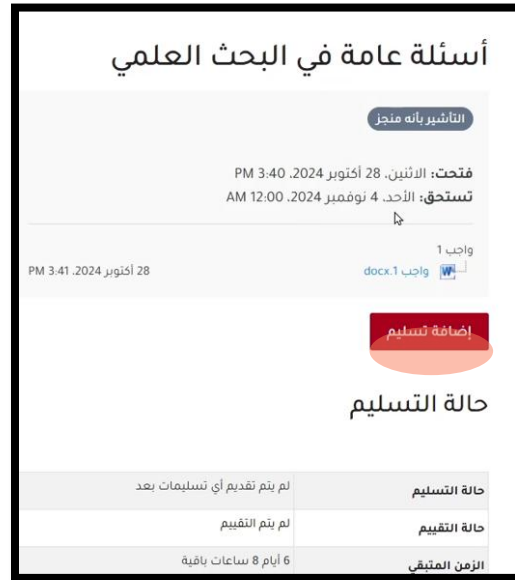 أسئلة عامة في البحث العلمي
التأشير بأنه منجز
فتحت: الاثنين، 28 أكتوبر 2024، 3:40 PM
تستحق: الأحد، 4 نوفمبر 2024، 12:00 AM
واجب 1
واجب 1.docx
28 أكتوبر 2024، 3:41 PM
إضافة تسليم
حالة التسليم
حالة التسليم لم يتم تقديم أي تسليمات بعد
حالة التقييم لم يتم التقييم
الزمن المتبقي 6 أيام 8 ساعات باقية